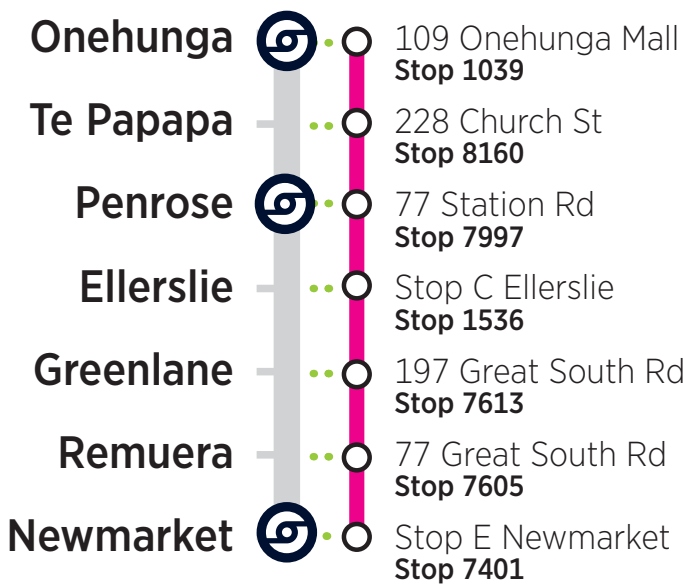 Onehunga
109 Onehunga Mall
Stop 1039
Te Papapa
228 Church St
Stop 8160
Penrose
77 Station Rd
Stop 7997
Ellerslie
Stop C Ellerslie
Stop 1536
Greenlane
197 Great South Rd
Stop 7613
Remuera
77 Great South Rd
Stop 7605
Newmarket
Stop E Newmarket
Stop 7401